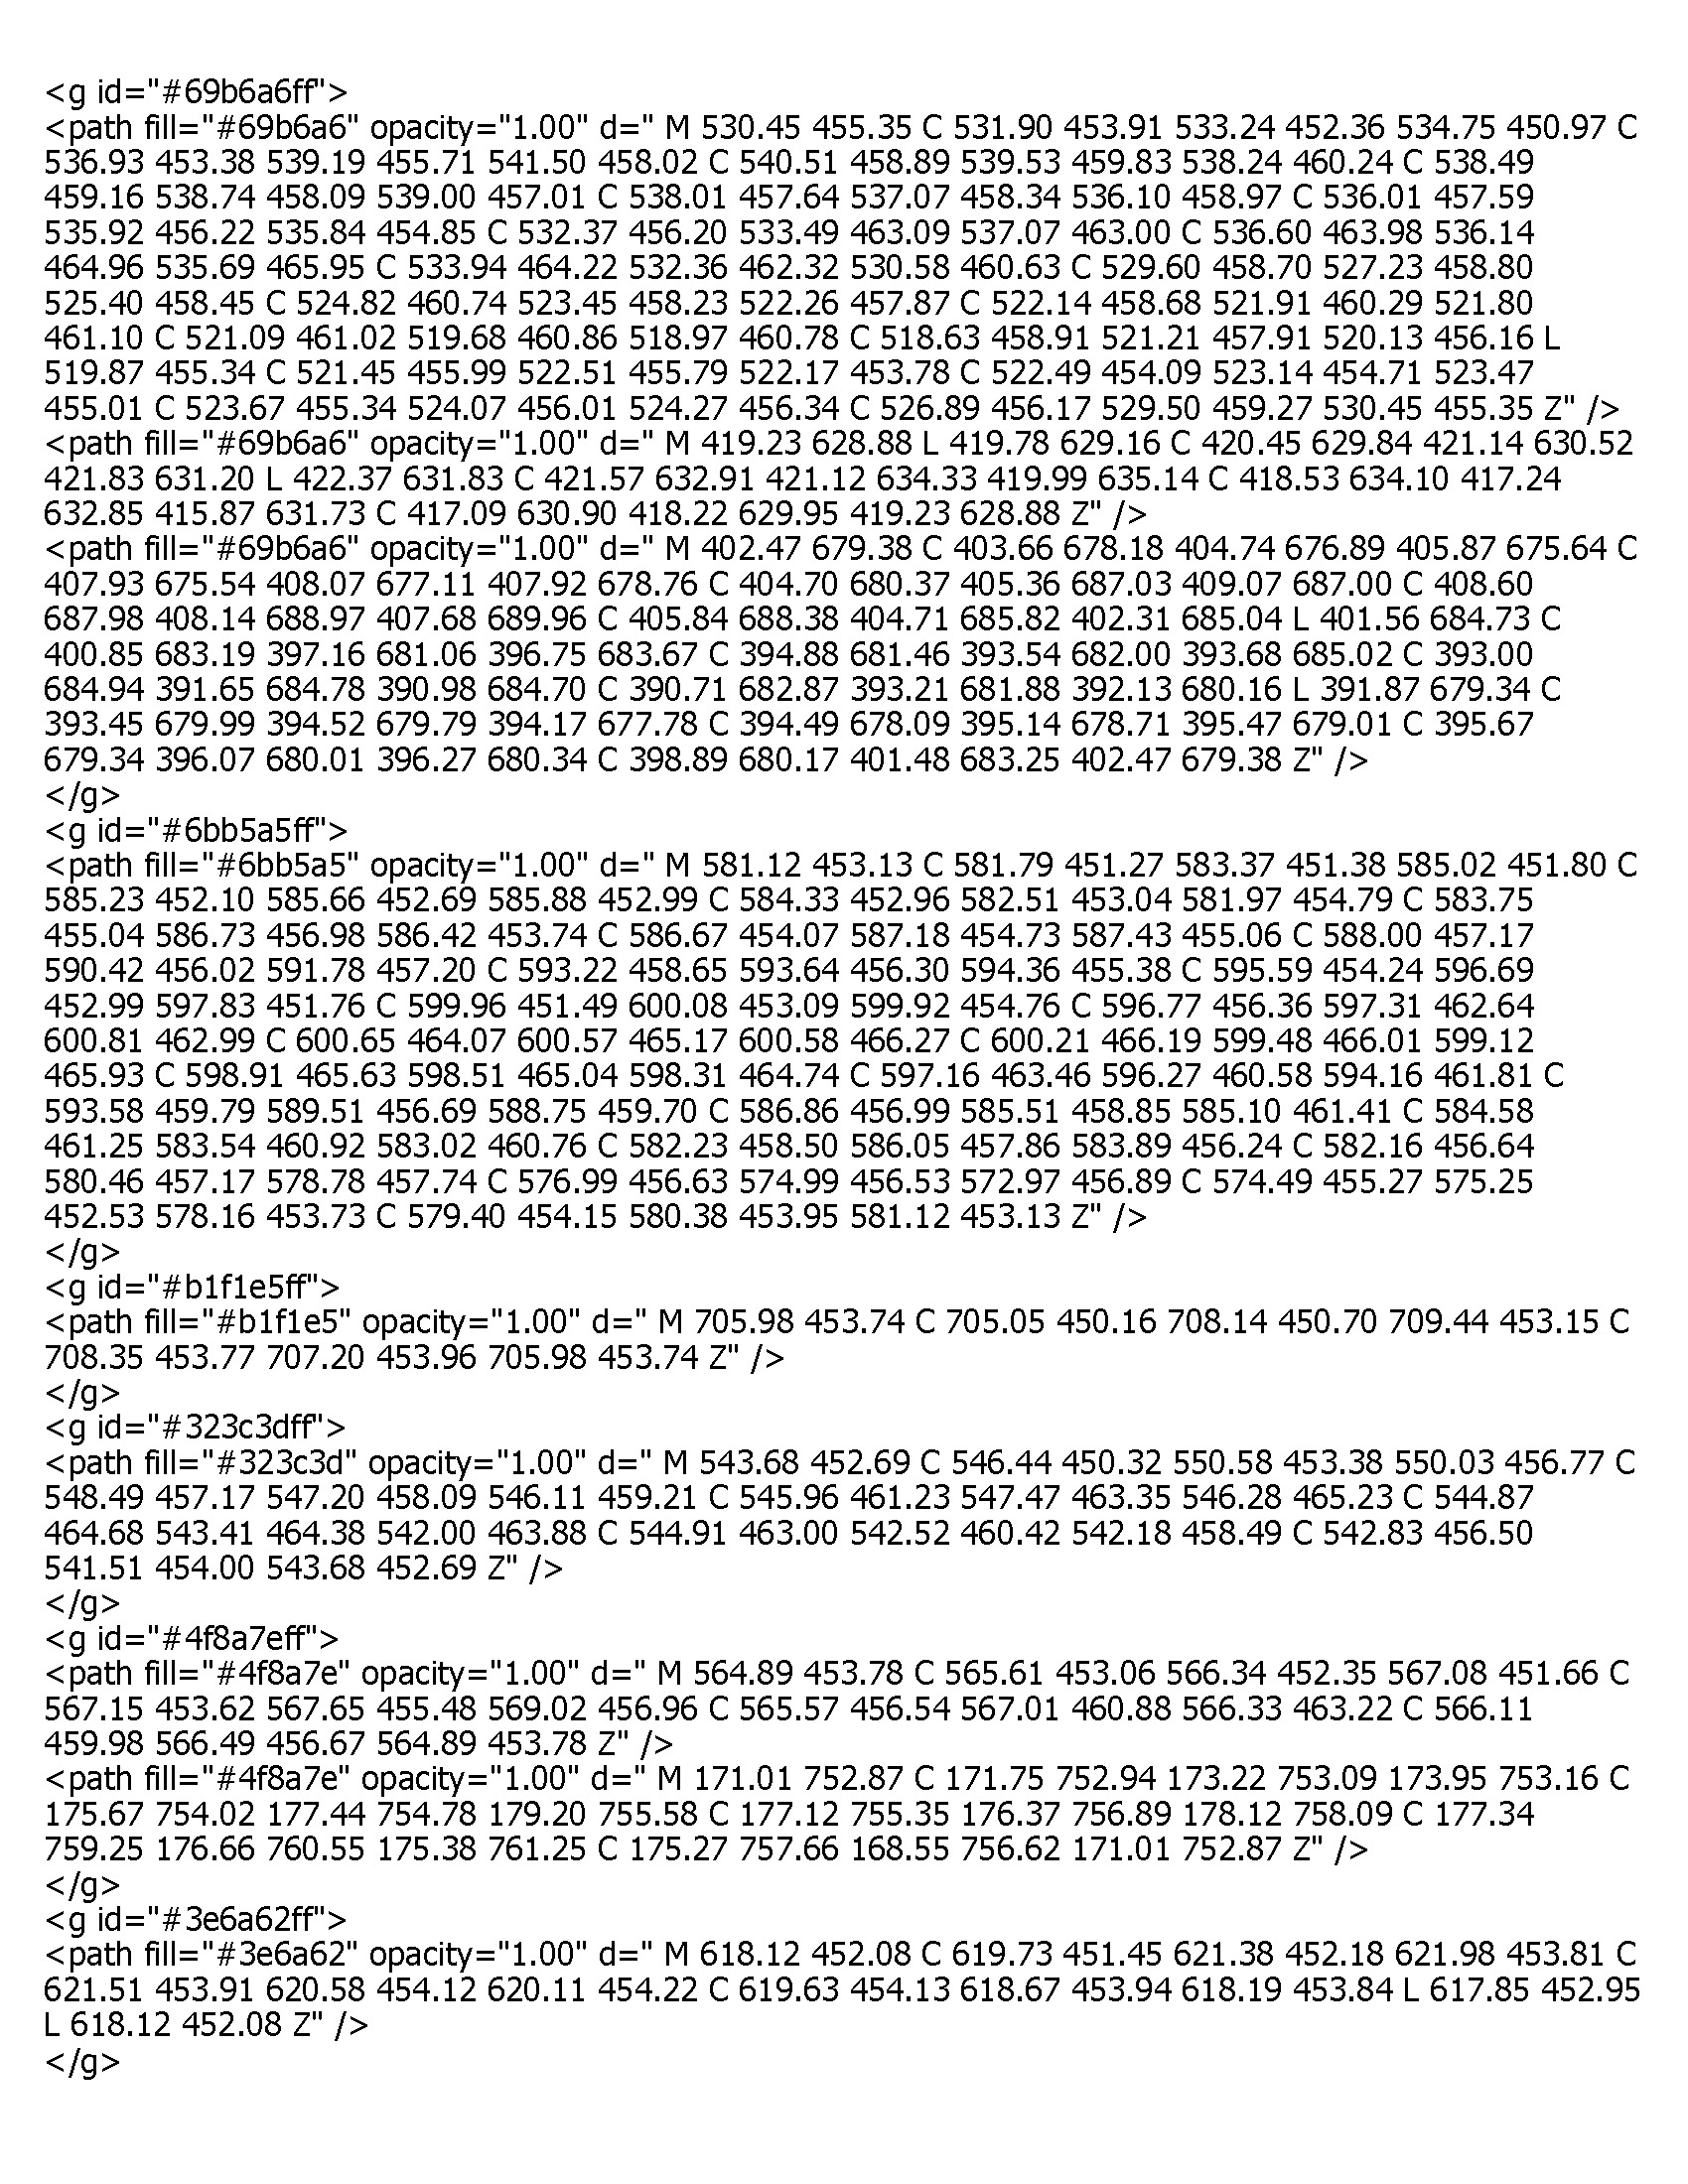 <g id="#69b6a6ff">
<path fill="#69b6a6" opacity="1.00" d=" M 530.45 455.35 C 531.90 453.91 533.24 452.36 534.75 450.97 C
536.93 453.38 539.19 455.71 541.50 458.02 C 540.51 458.89 539.53 459.83 538.24 460.24 C 538.49
459.16 538.74 458.09 539.00 457.01 C 538.01 457.64 537.07 458.34 536.10 458.97 C 536.01 457.59
535.92 456.22 535.84 454.85 C 532.37 456.20 533.49 463.09 537.07 463.00 C 536.60 463.98 536.14
464.96 535.69 465.95 C 533.94 464.22 532.36 462.32 530.58 460.63 C 529.60 458.70 527.23 458.80
525.40 458.45 C 524.82 460.74 523.45 458.23 522.26 457.87 C 522.14 458.68 521.91 460.29 521.80
461.10 C 521.09 461.02 519.68 460.86 518.97 460.78 C 518.63 458.91 521.21 457.91 520.13 456.16 L
519.87 455.34 C 521.45 455.99 522.51 455.79 522.17 453.78 C 522.49 454.09 523.14 454.71 523.47
455.01 C 523.67 455.34 524.07 456.01 524.27 456.34 C 526.89 456.17 529.50 459.27 530.45 455.35 Z" />
<path fill="#69b6a6" opacity="1.00" d=" M 419.23 628.88 L 419.78 629.16 C 420.45 629.84 421.14 630.52
421.83 631.20 L 422.37 631.83 C 421.57 632.91 421.12 634.33 419.99 635.14 C 418.53 634.10 417.24
632.85 415.87 631.73 C 417.09 630.90 418.22 629.95 419.23 628.88 Z" />
<path fill="#69b6a6" opacity="1.00" d=" M 402.47 679.38 C 403.66 678.18 404.74 676.89 405.87 675.64 C
407.93 675.54 408.07 677.11 407.92 678.76 C 404.70 680.37 405.36 687.03 409.07 687.00 C 408.60
687.98 408.14 688.97 407.68 689.96 C 405.84 688.38 404.71 685.82 402.31 685.04 L 401.56 684.73 C
400.85 683.19 397.16 681.06 396.75 683.67 C 394.88 681.46 393.54 682.00 393.68 685.02 C 393.00
684.94 391.65 684.78 390.98 684.70 C 390.71 682.87 393.21 681.88 392.13 680.16 L 391.87 679.34 C
393.45 679.99 394.52 679.79 394.17 677.78 C 394.49 678.09 395.14 678.71 395.47 679.01 C 395.67
679.34 396.07 680.01 396.27 680.34 C 398.89 680.17 401.48 683.25 402.47 679.38 Z" />
</g>
<g id="#6bb5a5ff">
<path fill="#6bb5a5" opacity="1.00" d=" M 581.12 453.13 C 581.79 451.27 583.37 451.38 585.02 451.80 C
585.23 452.10 585.66 452.69 585.88 452.99 C 584.33 452.96 582.51 453.04 581.97 454.79 C 583.75
455.04 586.73 456.98 586.42 453.74 C 586.67 454.07 587.18 454.73 587.43 455.06 C 588.00 457.17
590.42 456.02 591.78 457.20 C 593.22 458.65 593.64 456.30 594.36 455.38 C 595.59 454.24 596.69
452.99 597.83 451.76 C 599.96 451.49 600.08 453.09 599.92 454.76 C 596.77 456.36 597.31 462.64
600.81 462.99 C 600.65 464.07 600.57 465.17 600.58 466.27 C 600.21 466.19 599.48 466.01 599.12
465.93 C 598.91 465.63 598.51 465.04 598.31 464.74 C 597.16 463.46 596.27 460.58 594.16 461.81 C
593.58 459.79 589.51 456.69 588.75 459.70 C 586.86 456.99 585.51 458.85 585.10 461.41 C 584.58
461.25 583.54 460.92 583.02 460.76 C 582.23 458.50 586.05 457.86 583.89 456.24 C 582.16 456.64
580.46 457.17 578.78 457.74 C 576.99 456.63 574.99 456.53 572.97 456.89 C 574.49 455.27 575.25
452.53 578.16 453.73 C 579.40 454.15 580.38 453.95 581.12 453.13 Z" />
</g>
<g id="#b1f1e5ff">
<path fill="#b1f1e5" opacity="1.00" d=" M 705.98 453.74 C 705.05 450.16 708.14 450.70 709.44 453.15 C
708.35 453.77 707.20 453.96 705.98 453.74 Z" />
</g>
<g id="#323c3dff">
<path fill="#323c3d" opacity="1.00" d=" M 543.68 452.69 C 546.44 450.32 550.58 453.38 550.03 456.77 C
548.49 457.17 547.20 458.09 546.11 459.21 C 545.96 461.23 547.47 463.35 546.28 465.23 C 544.87
464.68 543.41 464.38 542.00 463.88 C 544.91 463.00 542.52 460.42 542.18 458.49 C 542.83 456.50
541.51 454.00 543.68 452.69 Z" />
</g>
<g id="#4f8a7eff">
<path fill="#4f8a7e" opacity="1.00" d=" M 564.89 453.78 C 565.61 453.06 566.34 452.35 567.08 451.66 C
567.15 453.62 567.65 455.48 569.02 456.96 C 565.57 456.54 567.01 460.88 566.33 463.22 C 566.11
459.98 566.49 456.67 564.89 453.78 Z" />
<path fill="#4f8a7e" opacity="1.00" d=" M 171.01 752.87 C 171.75 752.94 173.22 753.09 173.95 753.16 C
175.67 754.02 177.44 754.78 179.20 755.58 C 177.12 755.35 176.37 756.89 178.12 758.09 C 177.34
759.25 176.66 760.55 175.38 761.25 C 175.27 757.66 168.55 756.62 171.01 752.87 Z" />
</g>
<g id="#3e6a62ff">
<path fill="#3e6a62" opacity="1.00" d=" M 618.12 452.08 C 619.73 451.45 621.38 452.18 621.98 453.81 C
621.51 453.91 620.58 454.12 620.11 454.22 C 619.63 454.13 618.67 453.94 618.19 453.84 L 617.85 452.95
L 618.12 452.08 Z" />
</g>